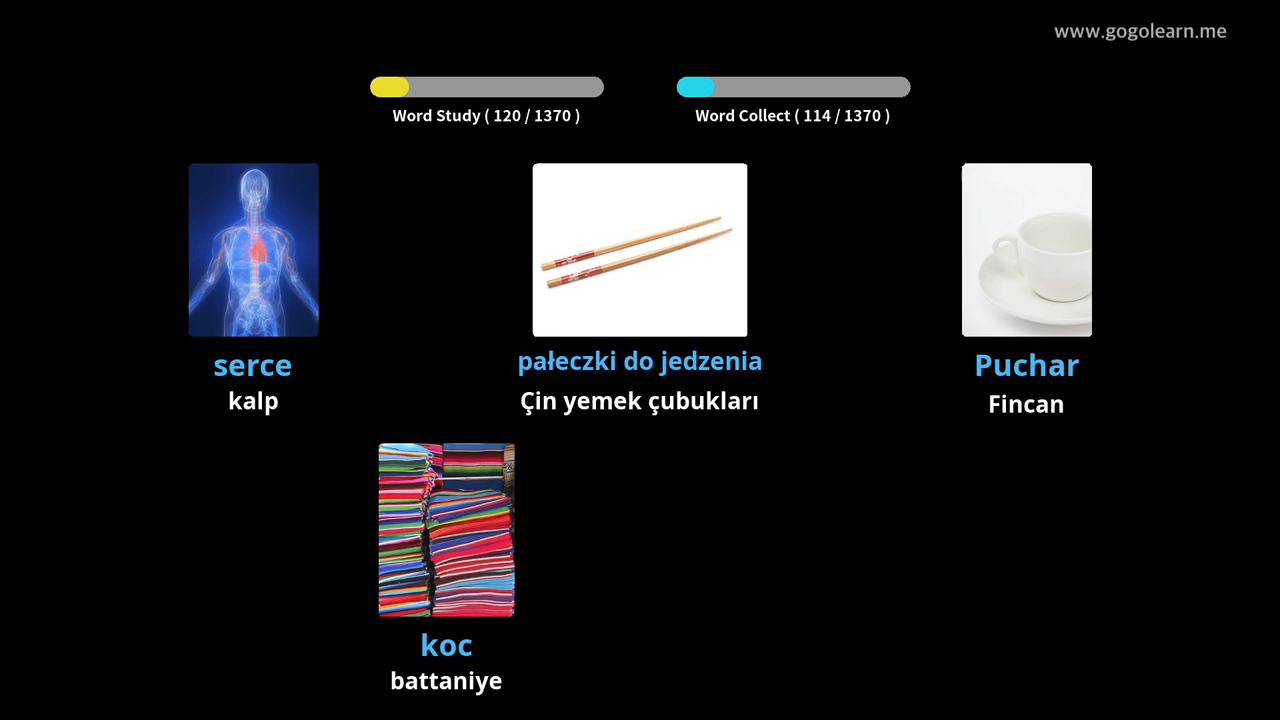 www.gogolearn.me
Word Study ( 120 / 1370 )
Word Collect ( 114 / 1370 )
serce
kalp
pałeczki do jedzenia
Çin yemek çubukları
Puchar
Fincan
koc
battaniye